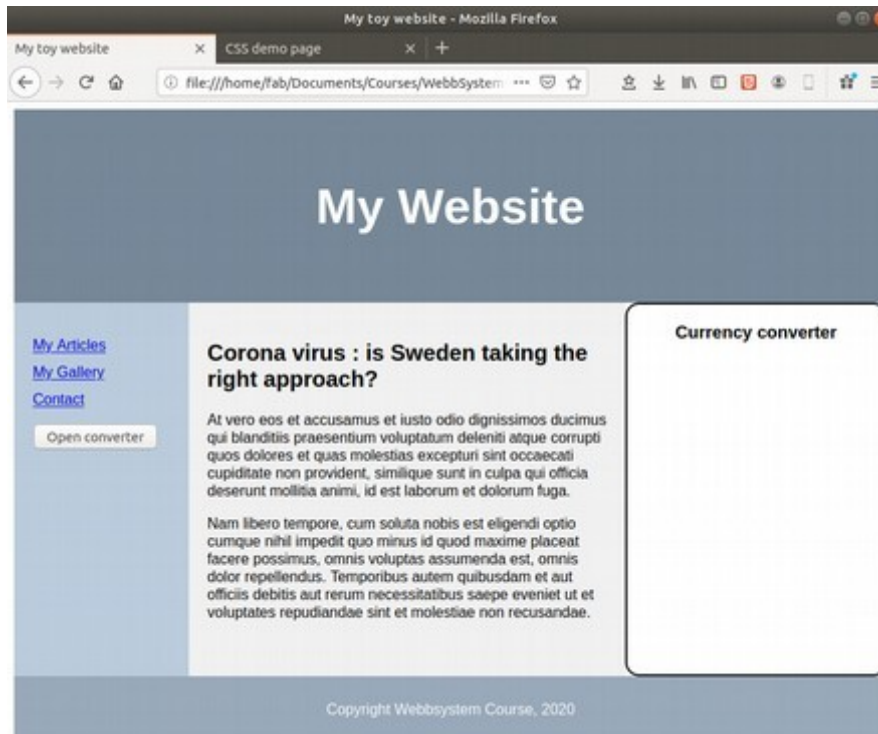 My toy website - Mozilla Firefox
My toy website
CSS demo page
file:///home/fab/Documents/Courses/WebbSystem
My Website
My Articles
My Gallery
Contact
Open converter
Corona virus : is Sweden taking the
right approach?
At vero eos et accusamus et iusto odio dignissimos ducimus
qui blanditiis praesentium voluptatum deleniti atque corrupti
quos dolores et quas molestias excepturi sint occaecati
cupiditate non provident, similique sunt in culpa qui officia
deserunt mollitia animi, id est laborum et dolorum fuga.
Nam libero tempore, cum soluta nobis est eligendi optio
cumque nihil impedit quo minus id quod maxime placeat
facere possimus, omnis voluptas assumenda est, omnis
dolor repellendus. Temporibus autem quibusdam et aut
officiis debitis aut rerum necessitatibus saepe eveniet ut et
voluptates repudiandae sint et molestiae non recusandae.
Currency converter
Copyright Webbsystem Course, 2020